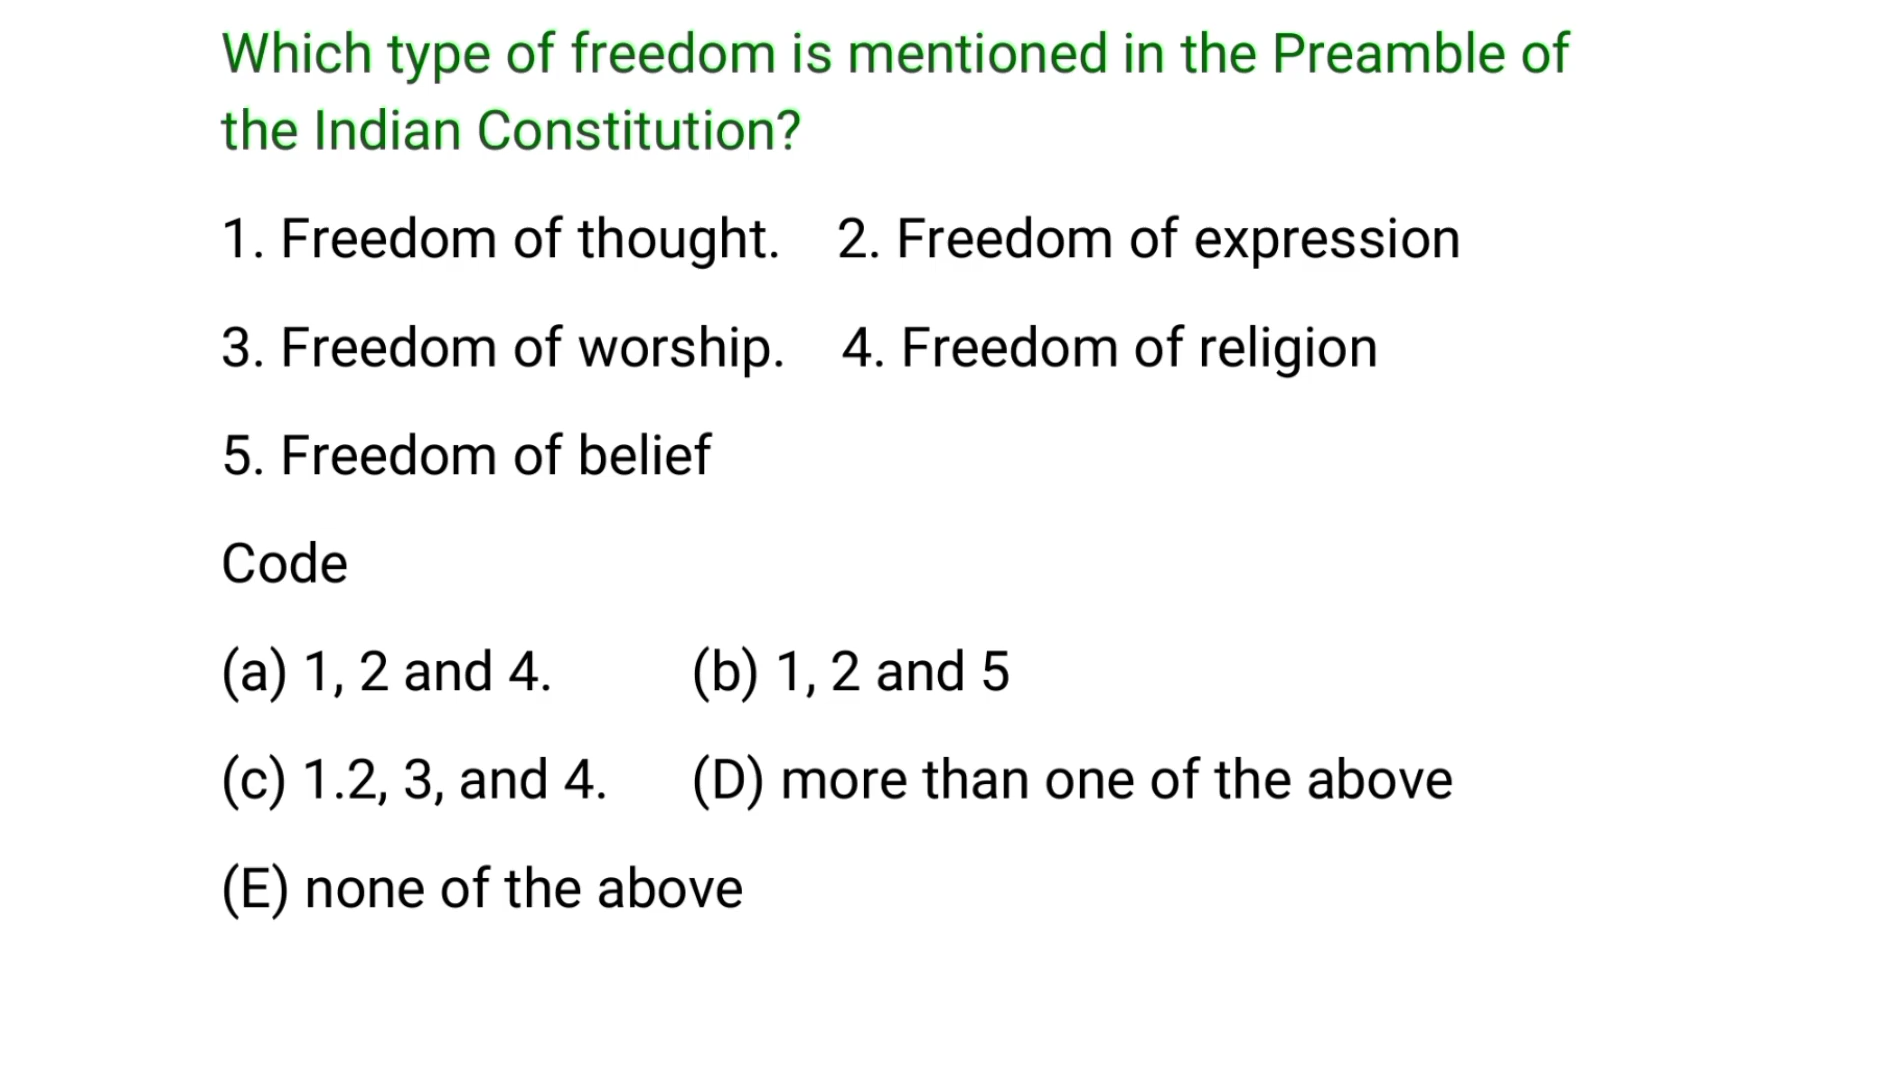 Which type of freedom is mentioned in the Preamble of
the Indian Constitution?
1. Freedom of thought. 2. Freedom of expression
3. Freedom of worship. 4. Freedom of religion
5. Freedom of belief
Code
(a) 1, 2 and 4. (b) 1, 2 and 5
(c) 1.2, 3, and 4. (D) more than one of the above
(E) none of the above